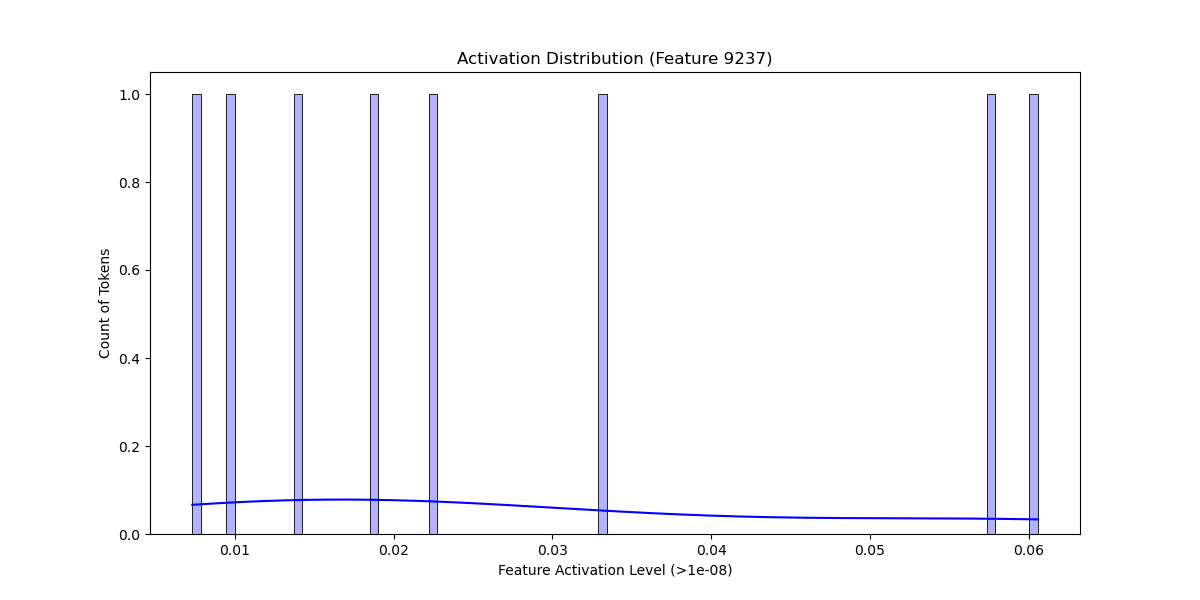 Activation Distribution (Feature 9237)
1.0
0.8
0.6
0.4
0.2
0.0
Count of Tokens
0.01 0.02 0.03 0.04 0.05 0.06
Feature Activation Level (>1e-08)